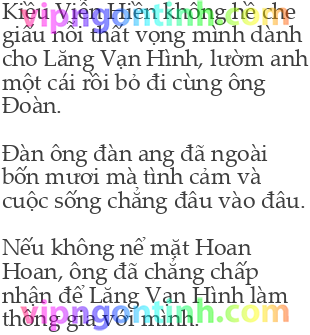 Kiều Viễn Hiền không hề che
giấu nỗi thất vọng mình dành
cho Lăng Vạn Hình, lườm anh
một cái rồi bỏ đi cùng ông
Đoàn.
Đàn ông đàn ang đã ngoài
bốn mươi mà tình cảm và
cuộc sống chẳng đâu vào đâu.
vipngontinh.com
Nếu không nể mặt Hoan
Hoan, ông đã chẳng chấp
nhận để Lăng Vạn Hình làm
thông gia với mình.
vipngontinh.com